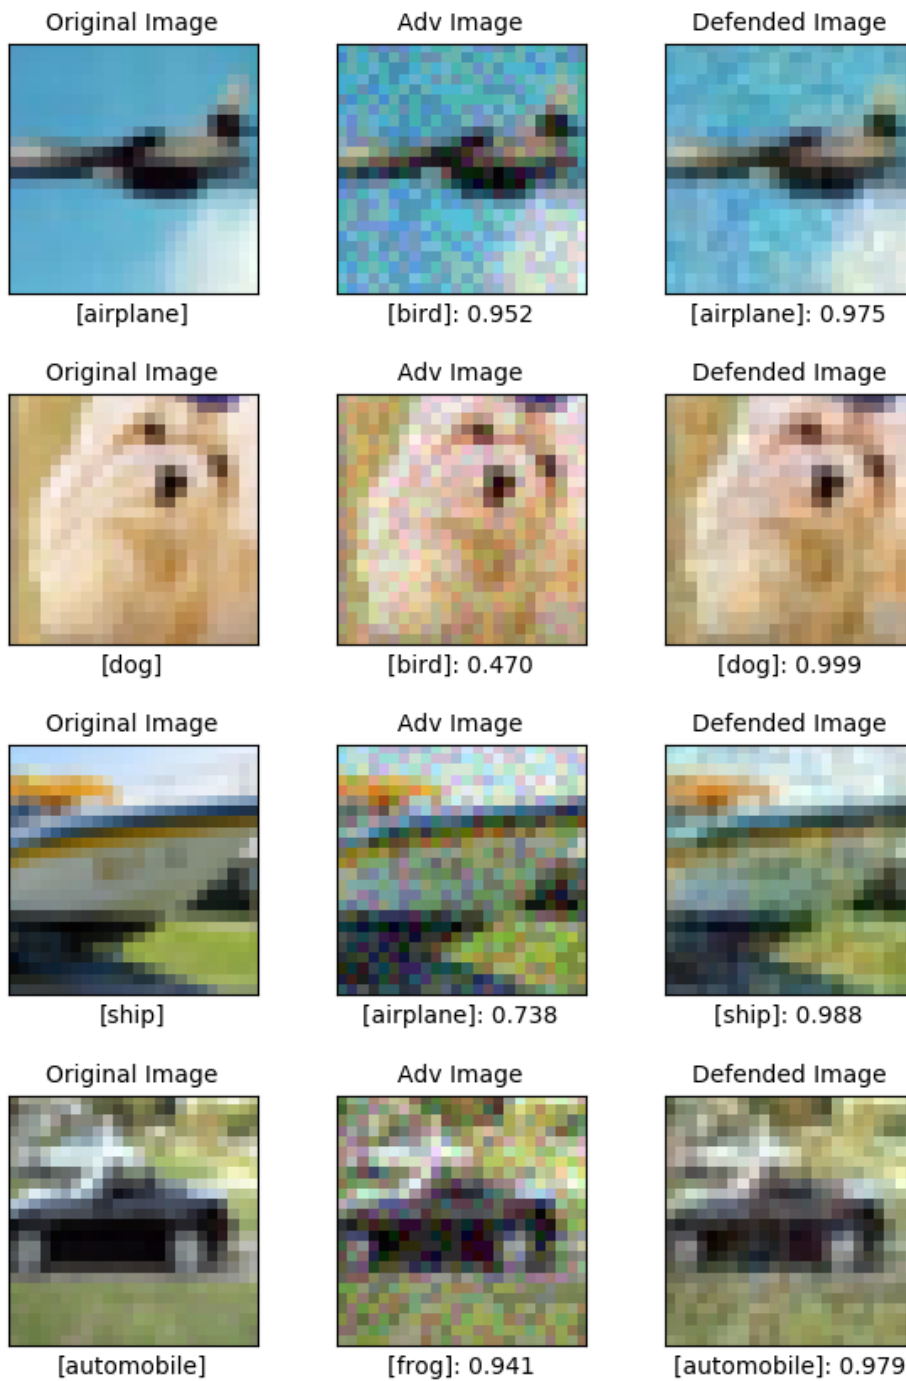 Original Image Adv Image Defended Image
[airplane] [bird]: 0.952 [airplane]: 0.975
Original Image Adv Image Defended Image
[dog] [bird]: 0.470 [dog]: 0.999
Original Image Adv Image Defended Image
[ship] [airplane]: 0.738 [ship]: 0.988
Original Image Adv Image Defended Image
[automobile] [frog]: 0.941 [automobile]: 0.979